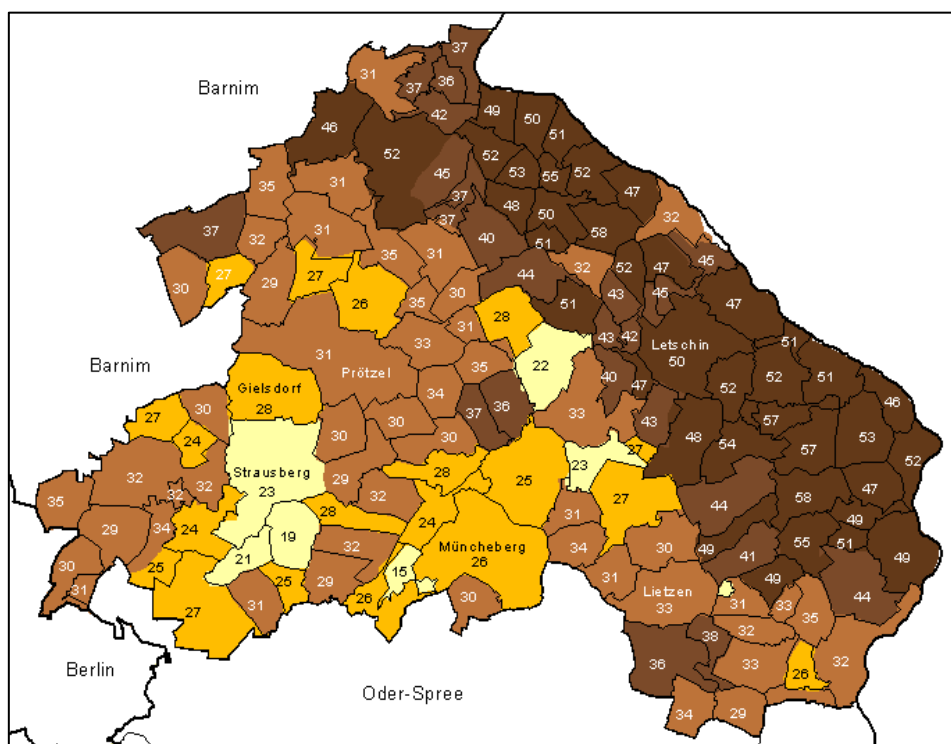 37
31
Barnim
37 36
46 42 49 50
51
52 52
45 53 55 52
35 31 37 47
48
37 32
37 50
31 58
32 40 51
35 31
45
27 27 29 44 32 52 47
30 26 35 30 28 51 43 45 47
31 43 42
33 Letschin 51
Barnim 31 35 50
Prötzel 22 40
Gielsdorf 34 47 52 52 51
28 46
27 30 37 36 33 43 57
30 30
24 30 48 54 57 53
Strausberg 28 23 27 52
32 32 29 25
32 23 32 27 58 47
35 28 44
34 24 19 24 31 49
29 32 Müncheberg 30 55 51
21 15 26 34 49 41 49
30 25 25 29 31 49
31 27 31 26 30 Lietzen 44
33 31 33 35
38 32
Berlin 36 33 26 32
Oder-Spree
34 29